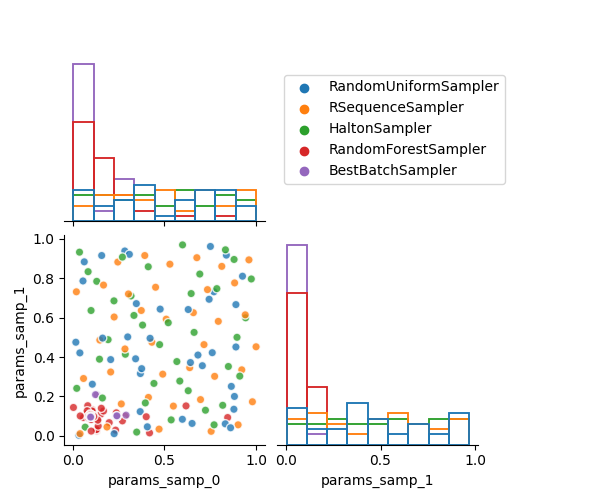 RandomUniformSampler
RSequenceSampler
HaltonSampler
RandomForestSampler
BestBatchSampler
params_samp_1
1.0
0.8
0.6
0.4
0.2
0.0
0.0 0.5 1.0
params_samp_0
0.0 0.5 1.0
params_samp_1